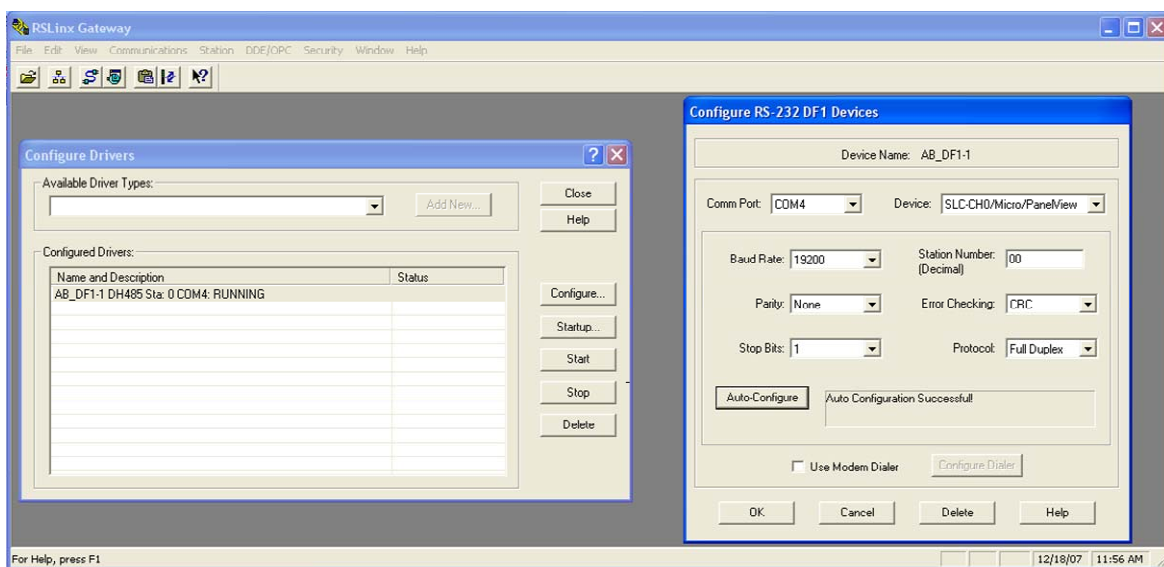 RSLinx Gateway
File Edit View Communications Station DDE/OPC Security Window Help
Configure Drivers
Available Driver Types:
Add New...
Close
Help
Configured Drivers:
Name and Description Status
AB_DF1-1 DH485 Sta: 0 COM4: RUNNING
Configure...
Startup...
Start
Stop
Delete
Configure RS-232 DF1 Devices
Device Name: AB_DF1-1
Comm Port: COM4 Device: SLC-CH0/Micro/PanelView
Baud Rate: 19200 Station Number: 00
(Decimal)
Parity: None Error Checking: CRC
Stop Bits: 1 Protocol: Full Duplex
Auto-Configure Auto Configuration Successful!
Use Modem Dialer Configure Dialer
OK Cancel Delete Help
For Help, press F1 12/18/07 11:56 AM